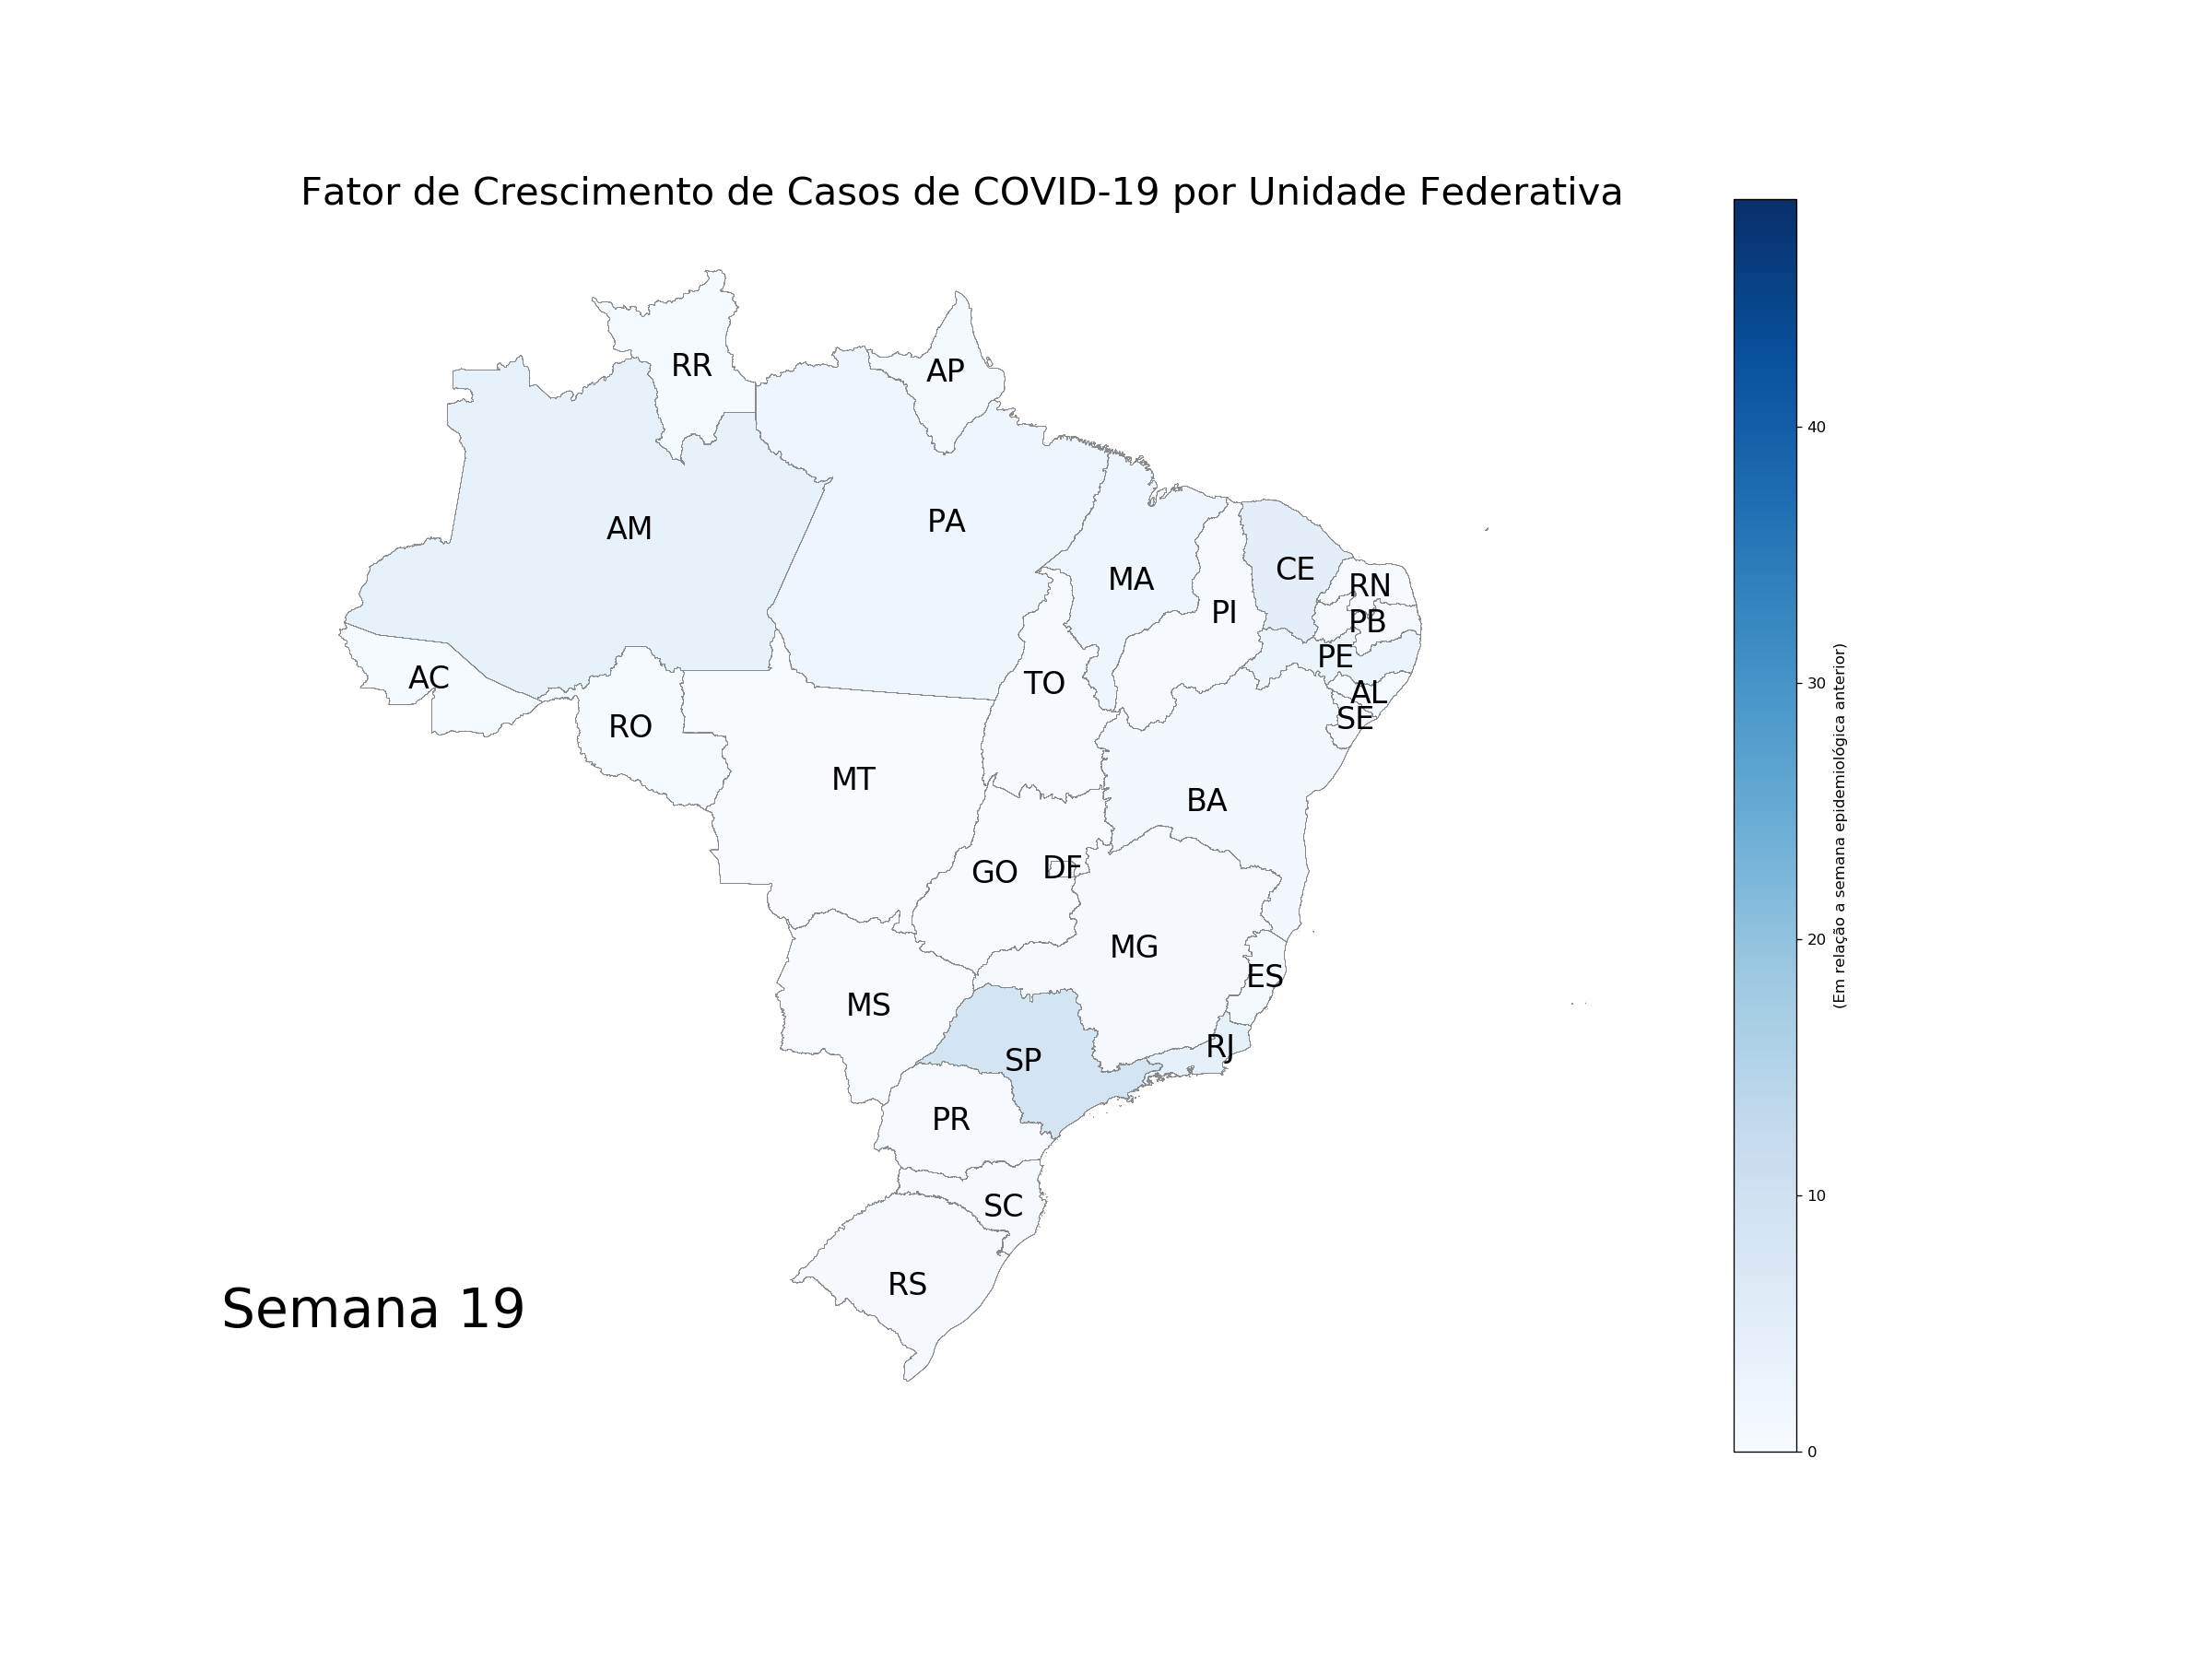 Fator de Crescimento de Casos de COVID-19 por Unidade Federativa
RR
AP
AM
PA
MA
CE
RN
PI
PB
PE
AC
TO
AL
SE
RO
MT
BA
GO
DF
MG
ES
MS
RJ
SP
PR
SC
RS
Semana 19
40
30
20
10
0
(Em relação a semana epidemiológica anterior)